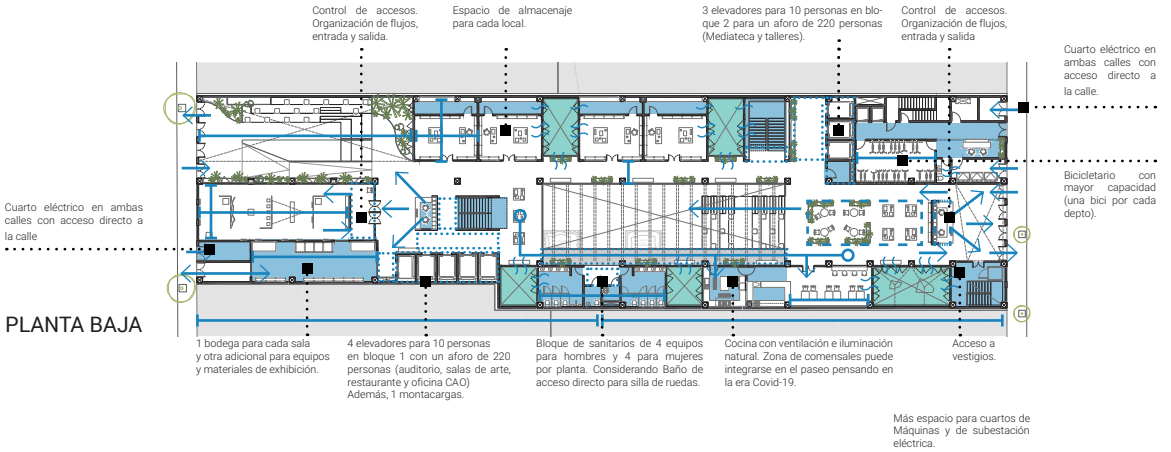 Control de accesos.
Organización de flujos,
entrada y salida.
Espacio de almacenaje
para cada local.
3 elevadores para 10 personas en blo-
que 2 para un aforo de 220 personas
(Mediateca y talleres).
Control de accesos.
Organización de flujos,
entrada y salida
Cuarto eléctrico en
ambas calles con
acceso directo a
la calle.
Bicicletario con
mayor capacidad
(una bici por cada
depto).
Cuarto eléctrico en ambas
calles con acceso directo a
la calle
PLANTA BAJA
1 bodega para cada sala
y otra adicional para equipos
y materiales de exhibición.
4 elevadores para 10 personas
en bloque 1 con un aforo de 220
personas (auditorio, salas de arte,
restaurante y oficina CAO)
Además, 1 montacargas.
Bloque de sanitarios de 4 equipos
para hombres y 4 para mujeres
por planta. Considerando Baño de
acceso directo para silla de ruedas.
Cocina con ventilación e iluminación
natural. Zona de comensales puede
integrarse en el paseo pensando en
la era Covid-19.
Acceso a
vestigios.
Más espacio para cuartos de
Máquinas y de subestación
eléctrica.